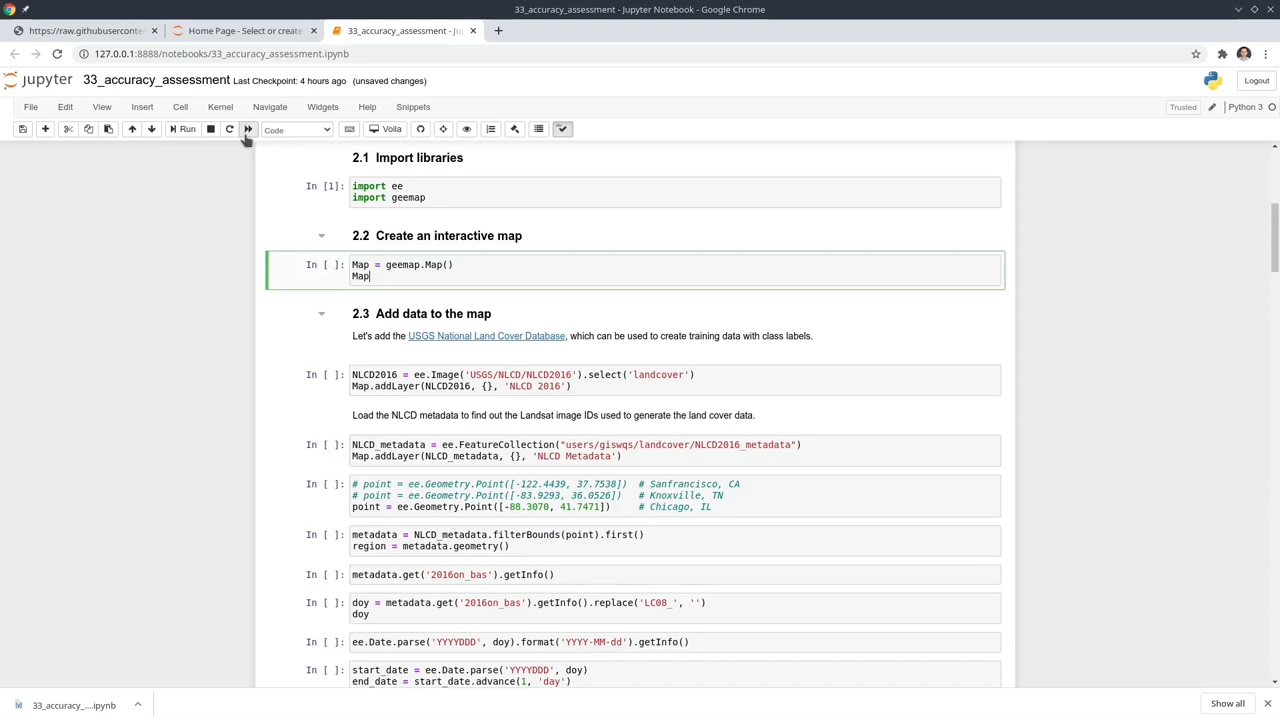 33_accuracy_assessment - Jupyter Notebook - Google Chrome
https://raw.githubuserconte
Home Page - Select or create
33_accuracy_assessment - Ju
127.0.0.1:8888/notebooks/33_accuracy_assessment.ipynb
jupyter 33_accuracy_assessment Last Checkpoint: 4 hours ago (unsaved changes)
Logout
File Edit View Insert Cell Kernel Navigate Widgets Help Snippets
Trusted Python 3
Run Code Voila
2.1 Import libraries
In [1]: import ee
import geemap
2.2 Create an interactive map
In [ ]: Map = geemap.Map()
Map
2.3 Add data to the map
Let's add the USGS National Land Cover Database, which can be used to create training data with class labels.
In [ ]: NLCD2016 = ee.Image('USGS/NLCD/NLCD2016').select('landcover')
Map.addLayer(NLCD2016, {}, 'NLCD 2016')
Load the NLCD metadata to find out the Landsat image IDs used to generate the land cover data.
In [ ]: NLCD_metadata = ee.FeatureCollection("users/giswqs/landcover/NLCD2016_metadata")
Map.addLayer(NLCD_metadata, {}, 'NLCD Metadata')
In [ ]: # point = ee.Geometry.Point([-122.4439, 37.7538]) # Sanfrancisco, CA
# point = ee.Geometry.Point([-83.9293, 36.0526]) # Knoxville, TN
point = ee.Geometry.Point([-88.3070, 41.7471]) # Chicago, IL
In [ ]: metadata = NLCD_metadata.filterBounds(point).first()
region = metadata.geometry()
In [ ]: metadata.get('2016on_bas').getInfo()
In [ ]: doy = metadata.get('2016on_bas').getInfo().replace('LC08_', '')
doy
In [ ]: ee.Date.parse('YYYYDDD', doy).format('YYYY-MM-dd').getInfo()
In [ ]: start_date = ee.Date.parse('YYYYDDD', doy)
end_date = start_date.advance(1, 'day')
33_accuracy_....ipynb
Show all